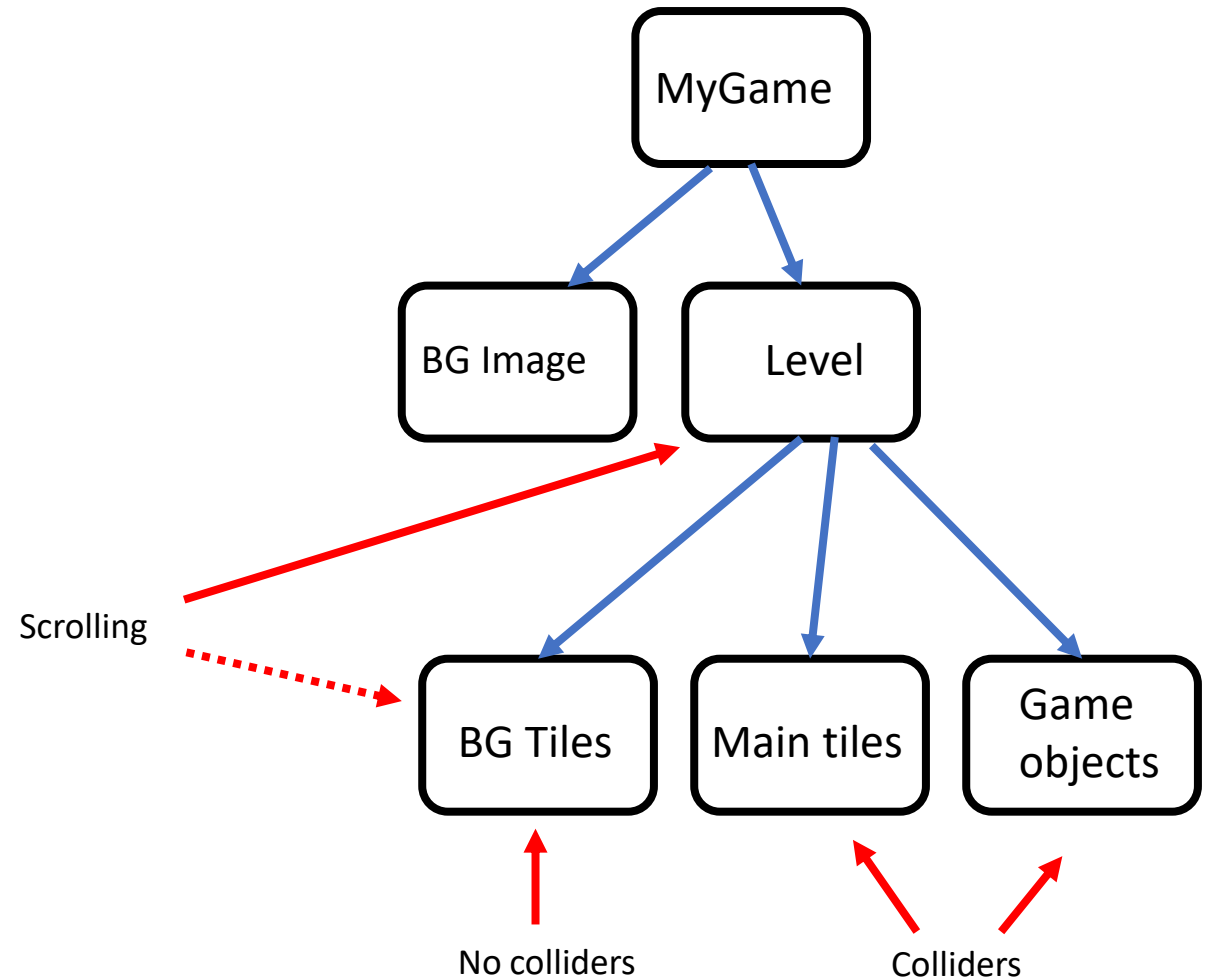 MyGame
BG Image
Level
Scrolling
BG Tiles
Main tiles
Game
objects
No colliders
Colliders